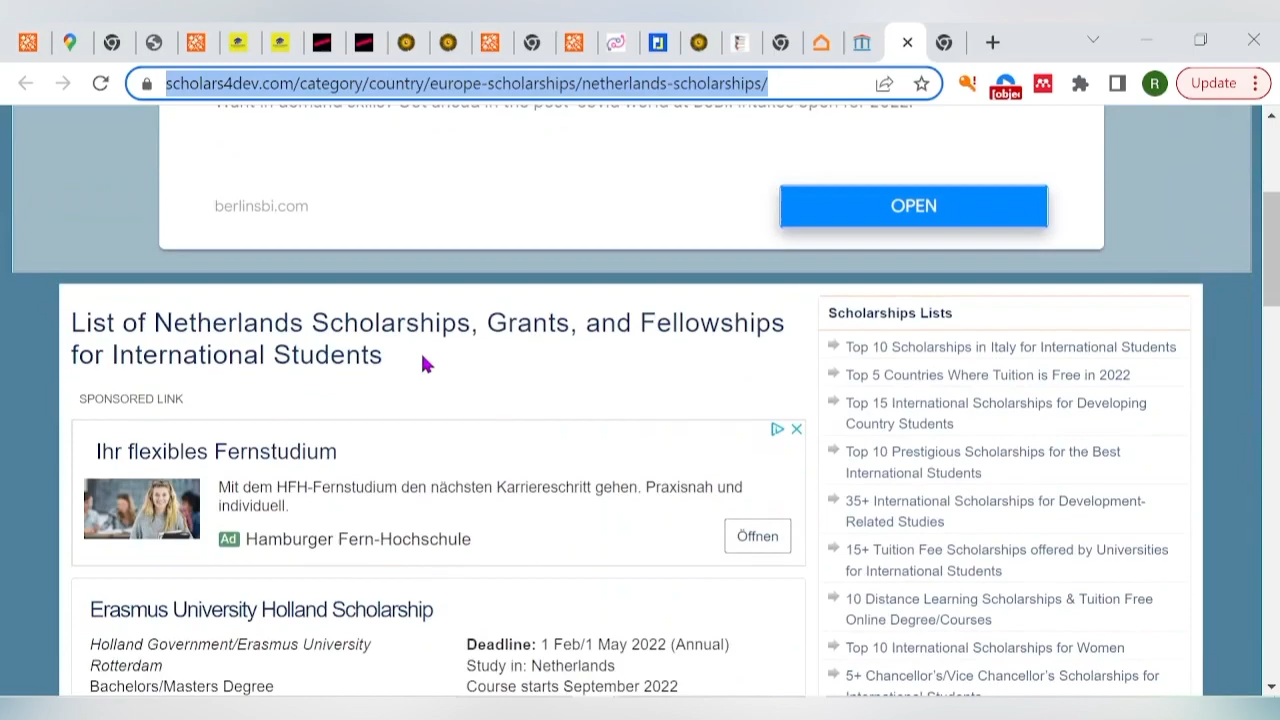 scholars4dev.com/category/country/europe-scholarships/netherlands-scholarships/
R
Update
[objec
berlinsbi.com
OPEN
List of Netherlands Scholarships, Grants, and Fellowships
for International Students
SPONSORED LINK
Ihr flexibles Fernstudium
Mit dem HFH-Fernstudium den nächsten Karriereschritt gehen. Praxisnah und
individuell.
Ad Hamburger Fern-Hochschule
Öffnen
Erasmus University Holland Scholarship
Holland Government/Erasmus University
Rotterdam
Bachelors/Masters Degree
Deadline: 1 Feb/1 May 2022 (Annual)
Study in: Netherlands
Course starts September 2022
Scholarships Lists
Top 10 Scholarships in Italy for International Students
Top 5 Countries Where Tuition is Free in 2022
Top 15 International Scholarships for Developing
Country Students
Top 10 Prestigious Scholarships for the Best
International Students
35+ International Scholarships for Development-
Related Studies
15+ Tuition Fee Scholarships offered by Universities
for International Students
10 Distance Learning Scholarships & Tuition Free
Online Degree/Courses
Top 10 International Scholarships for Women
5+ Chancellor's/Vice Chancellor's Scholarships for
International Students